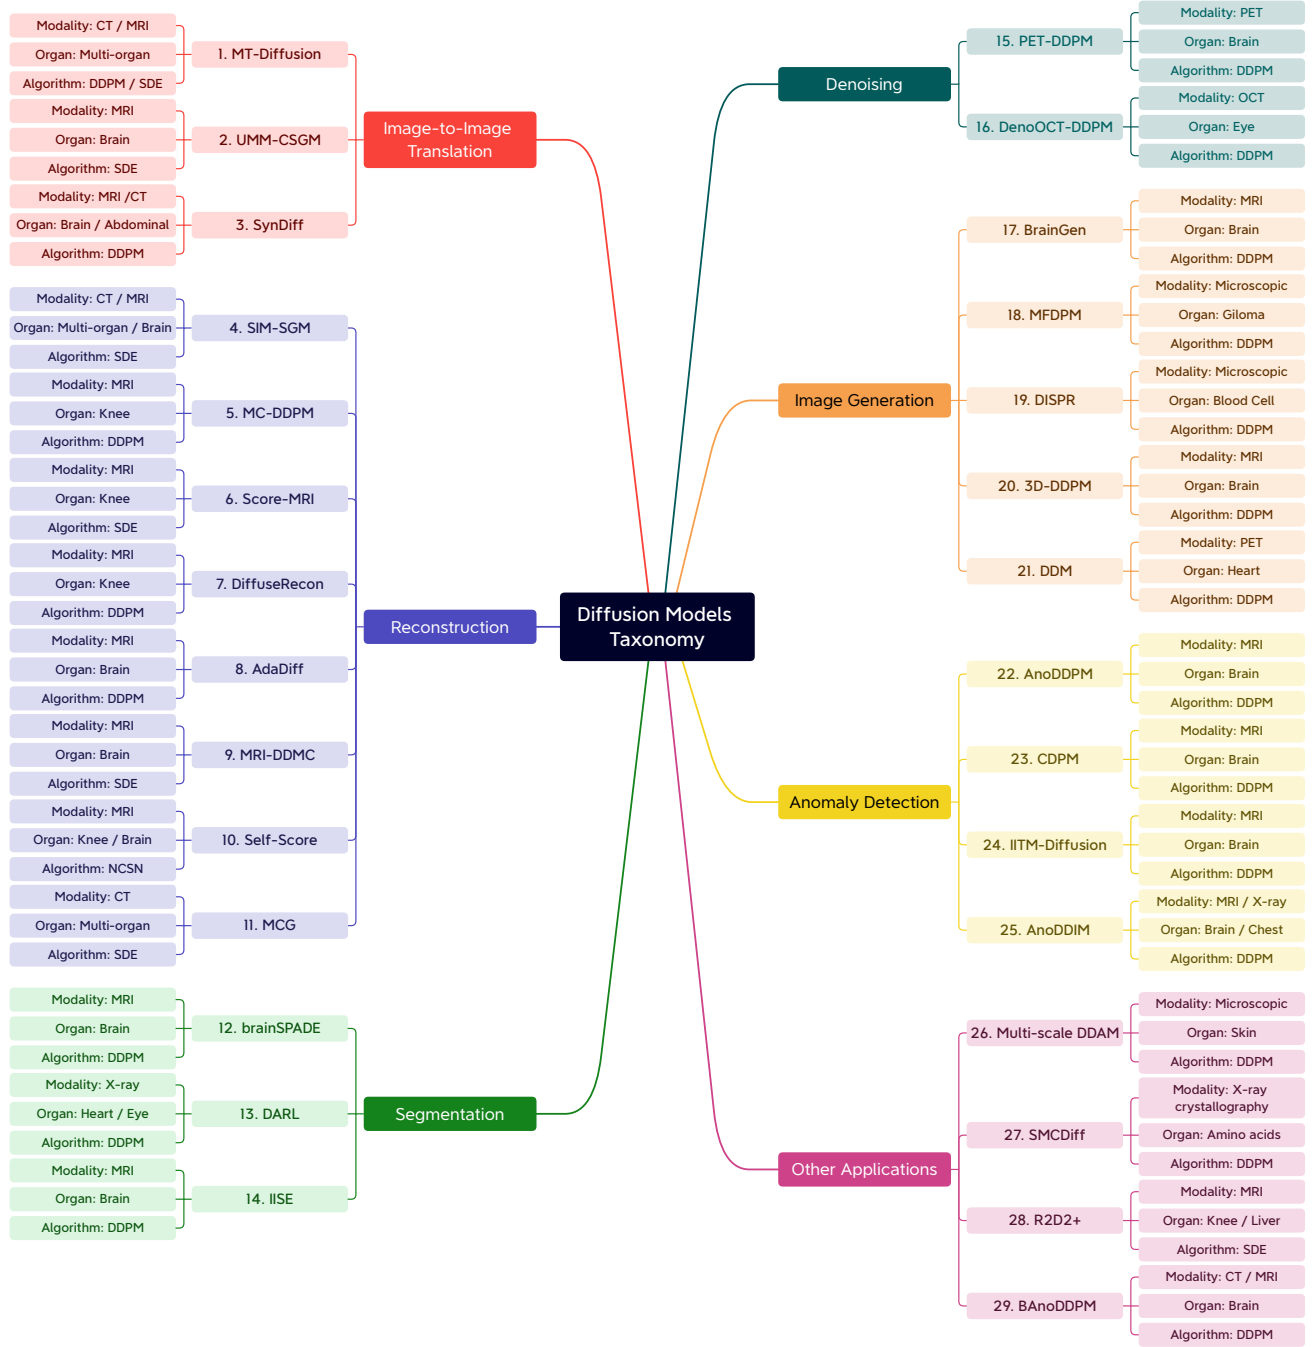 Diffusion Models
Taxonomy
Image-to-Image
Translation
1. MT-Diffusion
Modality: CT / MRI
Organ: Multi-organ
Algorithm: DDPM / SDE
2. UMM-CSGM
Modality: MRI
Organ: Brain
Algorithm: SDE
3. SynDiff
Modality: MRI /CT
Organ: Brain / Abdominal
Algorithm: DDPM
Reconstruction
4. SIM-SGM
Modality: CT / MRI
Organ: Multi-organ / Brain
Algorithm: SDE
5. MC-DDPM
Modality: MRI
Organ: Knee
Algorithm: DDPM
6. Score-MRI
Modality: MRI
Organ: Knee
Algorithm: SDE
7. DiffuseRecon
Modality: MRI
Organ: Knee
Algorithm: DDPM
8. AdaDiff
Modality: MRI
Organ: Brain
Algorithm: DDPM
9. MRI-DDMC
Modality: MRI
Organ: Brain
Algorithm: SDE
10. Self-Score
Modality: MRI
Organ: Knee / Brain
Algorithm: NCSN
11. MCG
Modality: CT
Organ: Multi-organ
Algorithm: SDE
Segmentation
12. brainSPADE
Modality: MRI
Organ: Brain
Algorithm: DDPM
13. DARL
Modality: X-ray
Organ: Heart / Eye
Algorithm: DDPM
14. IISE
Modality: MRI
Organ: Brain
Algorithm: DDPM
Denoising
15. PET-DDPM
Modality: PET
Organ: Brain
Algorithm: DDPM
16. DenoOCT-DDPM
Modality: OCT
Organ: Eye
Algorithm: DDPM
Image Generation
17. BrainGen
Modality: MRI
Organ: Brain
Algorithm: DDPM
18. MFDPM
Modality: Microscopic
Organ: Giloma
Algorithm: DDPM
19. DISPR
Modality: Microscopic
Organ: Blood Cell
Algorithm: DDPM
20. 3D-DDPM
Modality: MRI
Organ: Brain
Algorithm: DDPM
21. DDM
Modality: PET
Organ: Heart
Algorithm: DDPM
Anomaly Detection
22. AnoDDPM
Modality: MRI
Organ: Brain
Algorithm: DDPM
23. CDPM
Modality: MRI
Organ: Brain
Algorithm: DDPM
24. IITM-Diffusion
Modality: MRI
Organ: Brain
Algorithm: DDPM
25. AnoDDIM
Modality: MRI / X-ray
Organ: Brain / Chest
Algorithm: DDPM
Other Applications
26. Multi-scale DDAM
Modality: Microscopic
Organ: Skin
Algorithm: DDPM
27. SMCDiff
Modality: X-ray
crystallography
Organ: Amino acids
Algorithm: DDPM
28. R2D2+
Modality: MRI
Organ: Knee / Liver
Algorithm: SDE
29. BAnoDDPM
Modality: CT / MRI
Organ: Brain
Algorithm: DDPM